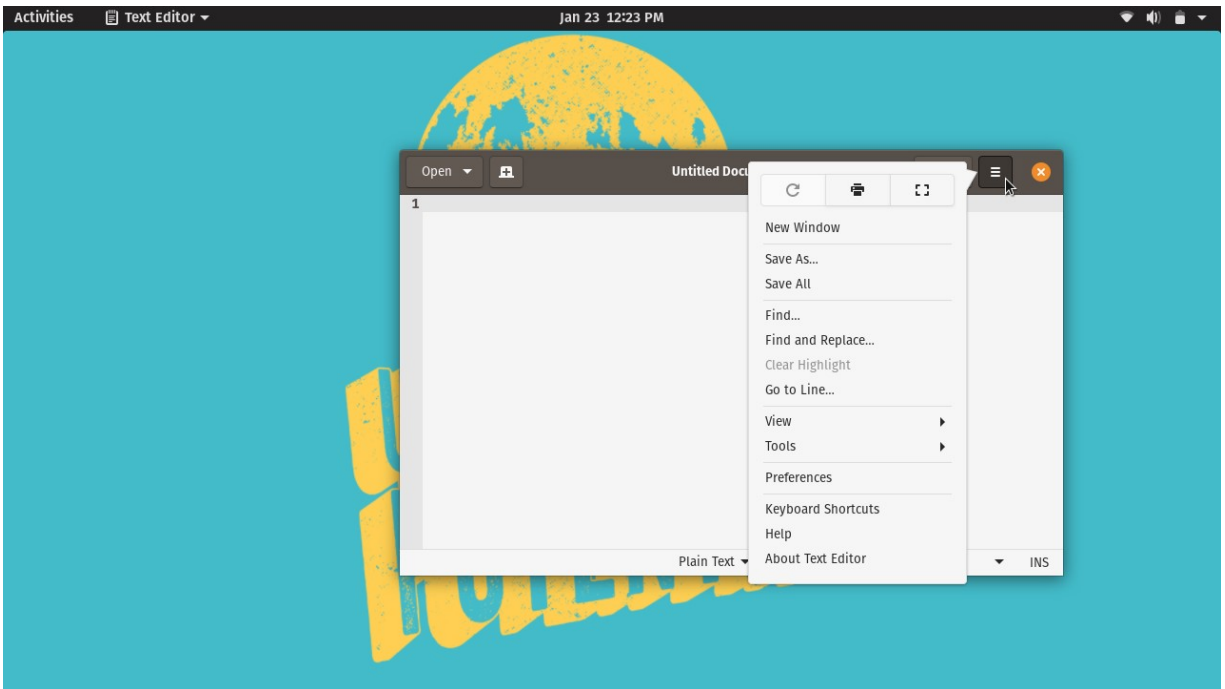 Activities Text Editor Jan 23 12:23 PM
Open Untitled Docu
1
New Window
Save As...
Save All
Find...
Find and Replace...
Clear Highlight
Go to Line...
View
Tools
Preferences
Keyboard Shortcuts
Help
About Text Editor
Plain Text INS